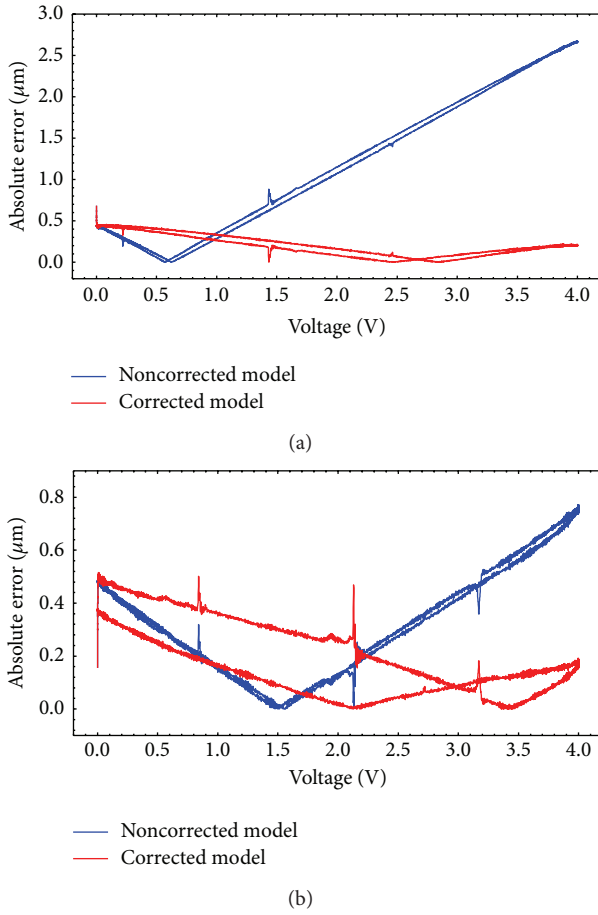 3.0
2.5
2.0
1.5
1.0
0.5
0.0
Absolute error (μm)
0.0 0.5 1.0 1.5 2.0 2.5 3.0 3.5 4.0
Voltage (V)
Noncorrected model
Corrected model
(a)
0.8
0.6
0.4
0.2
0.0
Absolute error (μm)
0.0 0.5 1.0 1.5 2.0 2.5 3.0 3.5 4.0
Voltage (V)
Noncorrected model
Corrected model
(b)